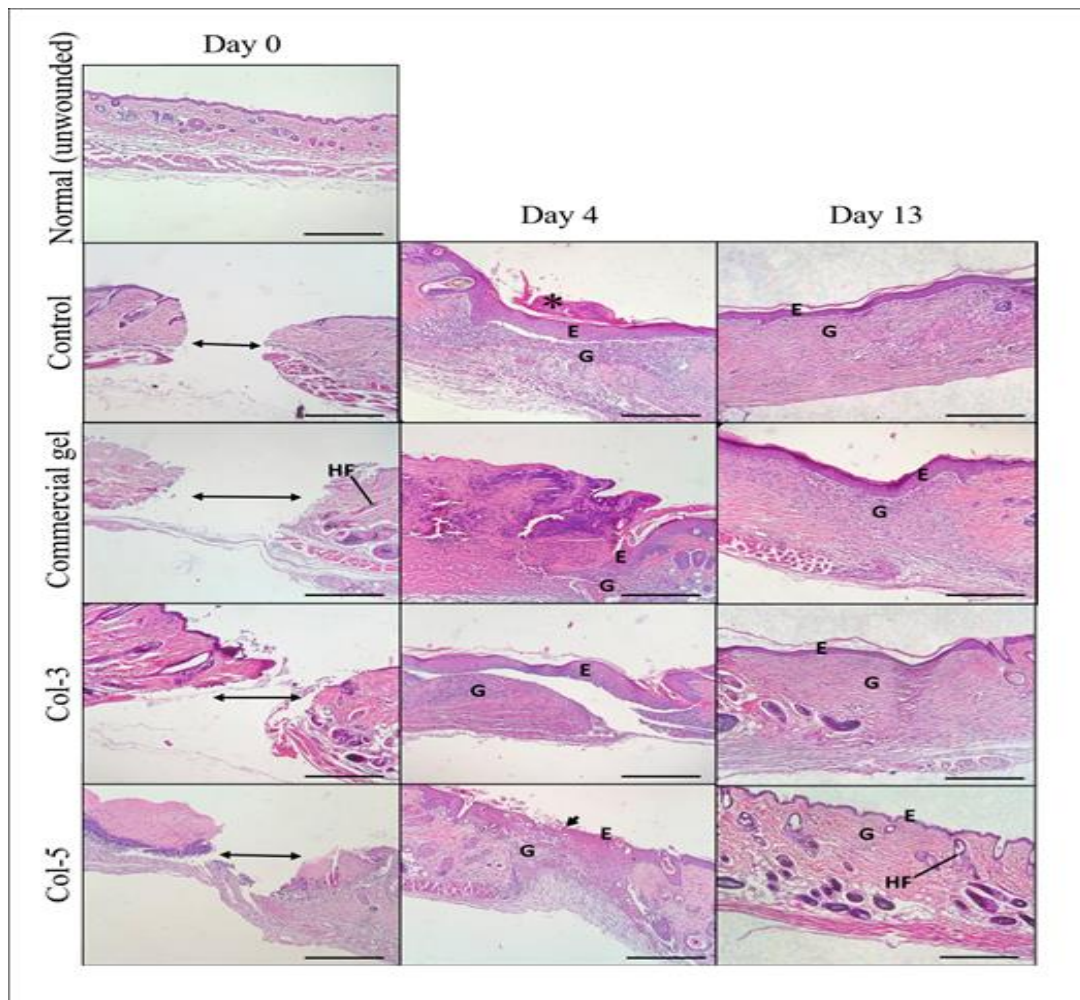 Day 0
Normal (unwounded)
Day 4
Day 13
Control
*
E
G
E
G
Commercial gel
HF
E
G
E
G
Col-3
E
G
E
G
Col-5
E
G
E
G
HF